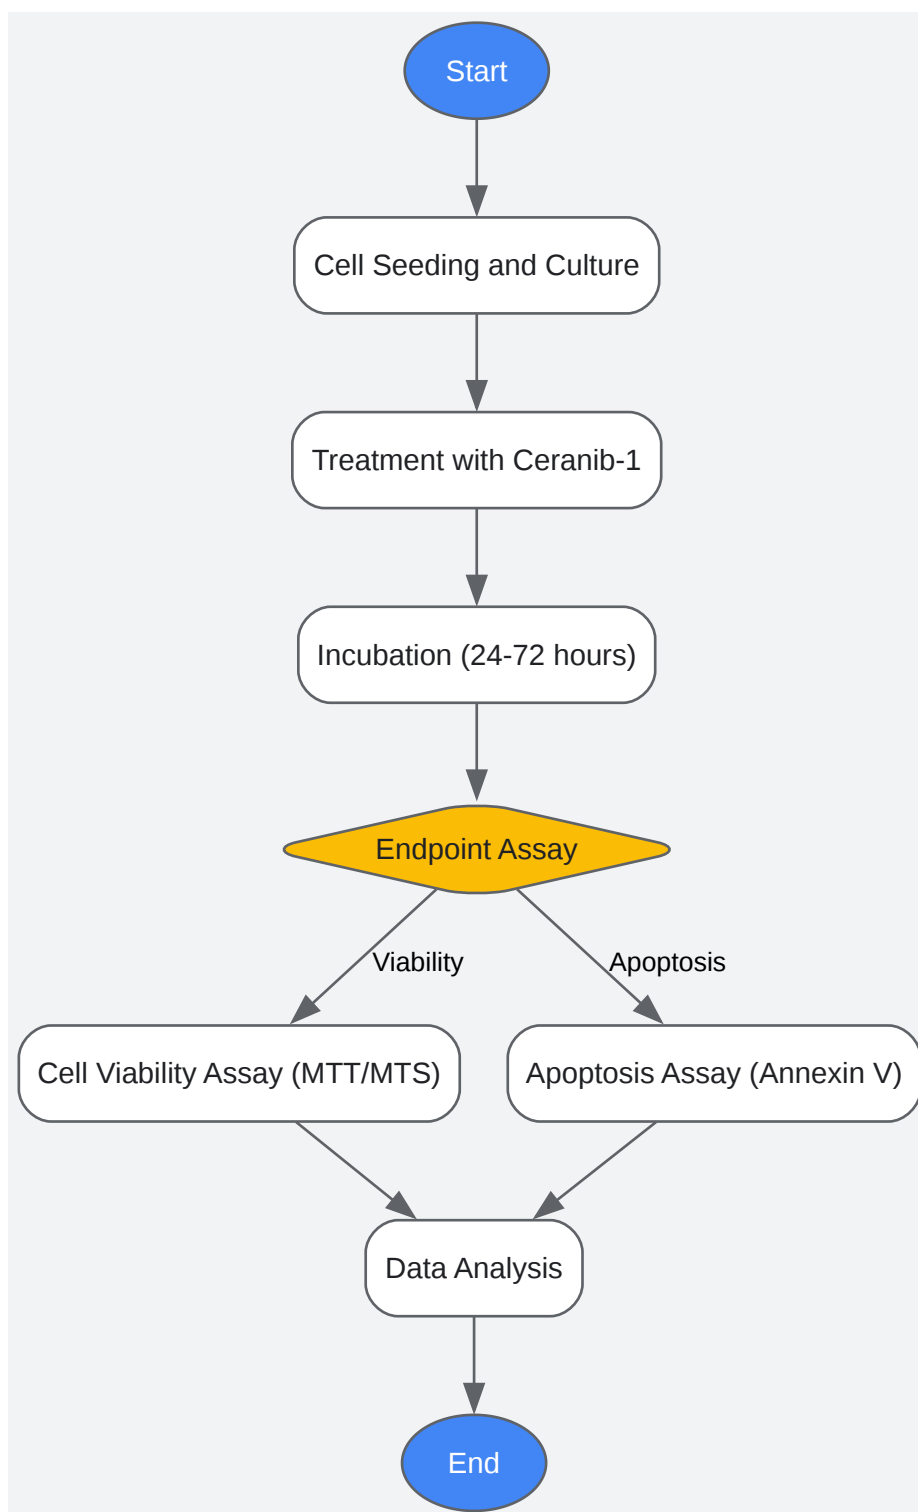 Start
Cell Seeding and Culture
Treatment with Ceranib-1
Incubation (24-72 hours)
Endpoint Assay
Viability
Apoptosis
Cell Viability Assay (MTT/MTS)
Apoptosis Assay (Annexin V)
Data Analysis
End